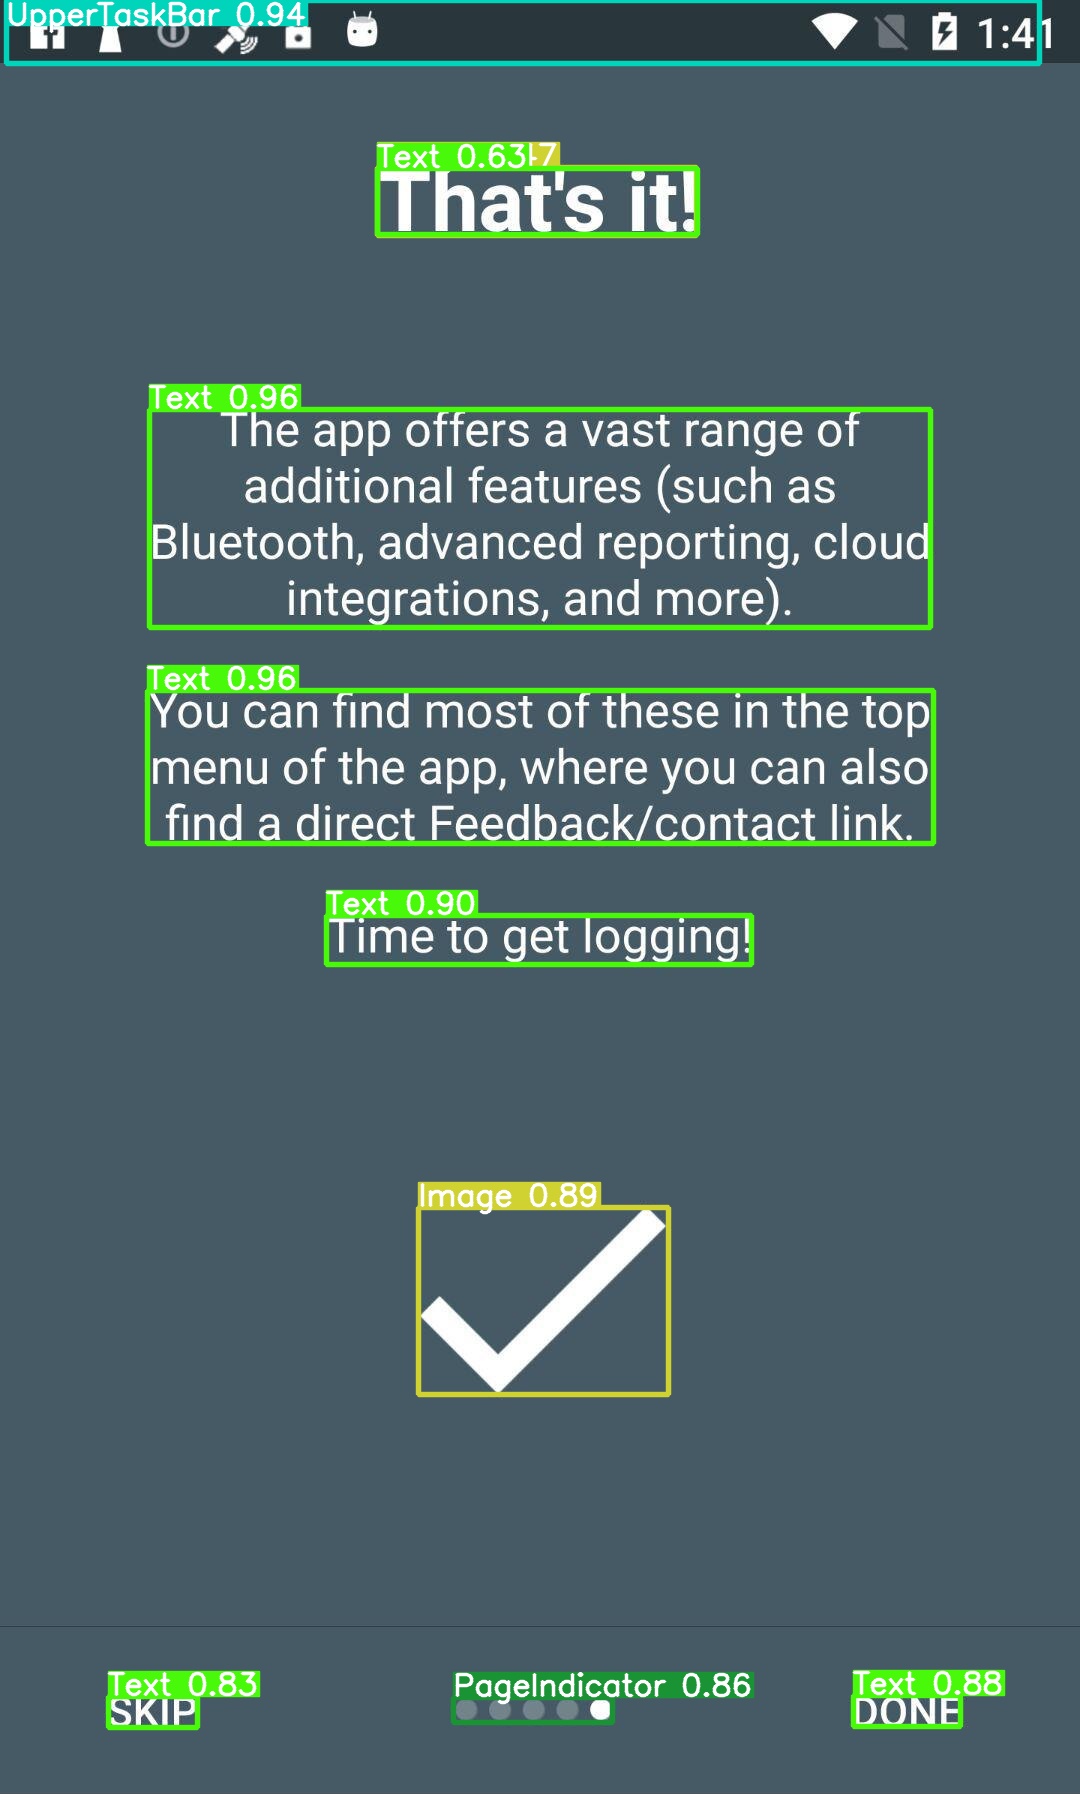 UpperTaskBar 0.94
1:41
Text 0.63
That's it!
Text 0.96
The app offers a vast range of
additional features (such as
Bluetooth, advanced reporting, cloud
integrations, and more).
Text 0.96
You can find most of these in the top
menu of the app, where you can also
find a direct Feedback/contact link.
Text 0.90
Time to get logging!
Image 0.89
Text 0.83
SKIP
PageIndicator 0.86
Text 0.88
DONE